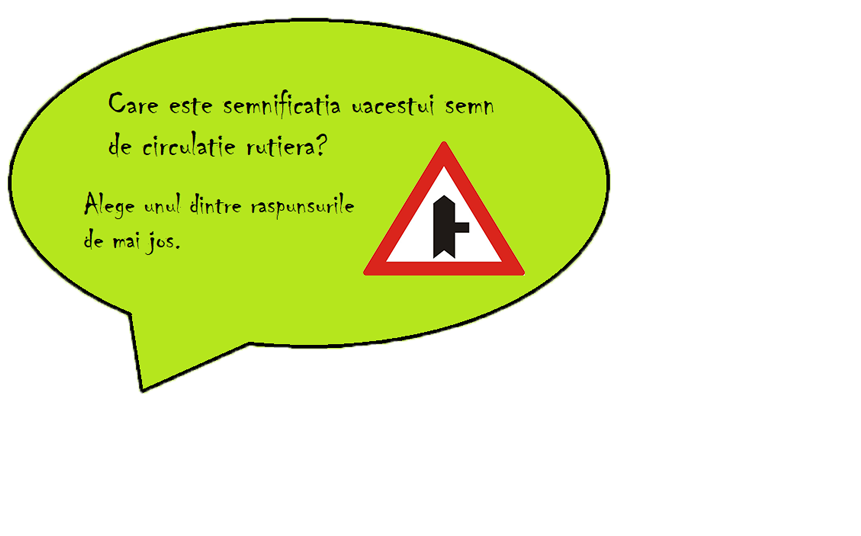 Care este semnificatia uacestui semn
de circulatie rutiera?
Alege unul dintre raspunsurile
de mai jos.